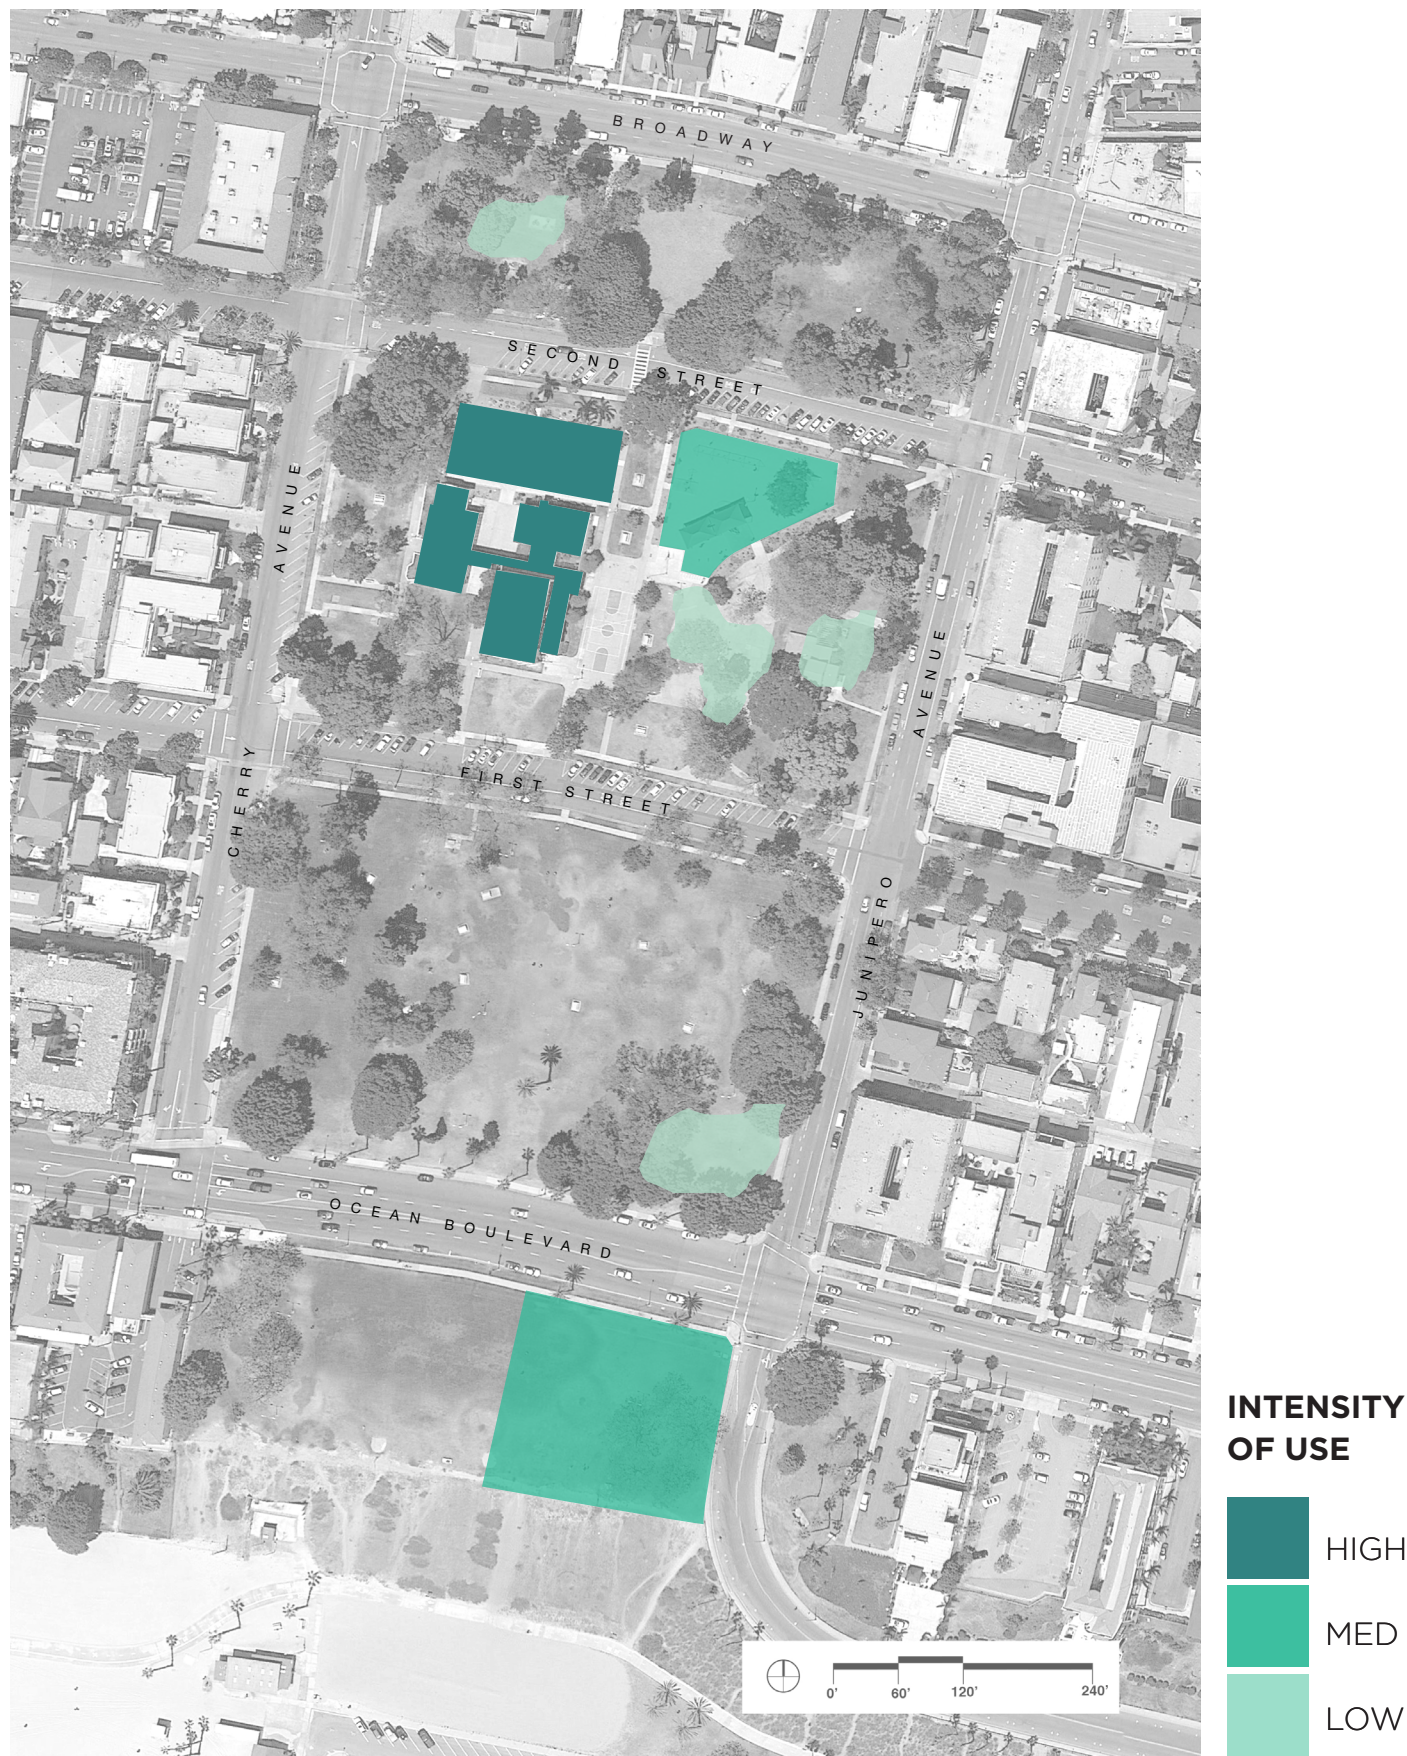 BROADWAY
SECOND STREET
AVENUE
AVENUE
CHERRY
FIRST STREET
JUNIPERO
OCEAN BOULEVARD
INTENSITY
OF USE
HIGH
MED
LOW
0' 60' 120' 240'